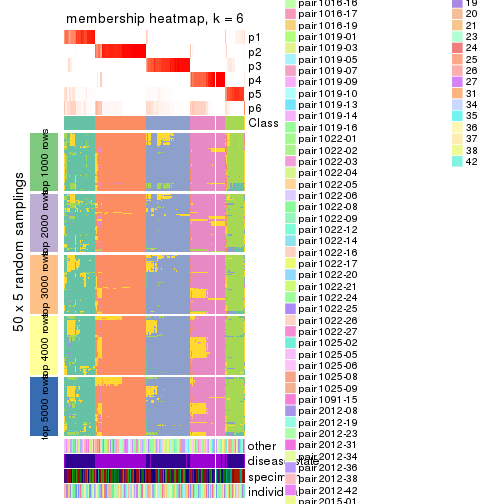 membership heatmap, k = 6
p1
p2
p3
p4
p5
p6
Class
50 x 5 random samplings
top 1000 rows
top 2000 rows
top 3000 rows
top 4000 rows
top 5000 rows
other
disease.state
specimen
individual
pair1016-16
pair1016-17
pair1016-19
pair1019-01
pair1019-03
pair1019-05
pair1019-07
pair1019-09
pair1019-10
pair1019-13
pair1019-14
pair1019-16
pair1022-01
pair1022-02
pair1022-03
pair1022-04
pair1022-05
pair1022-06
pair1022-08
pair1022-09
pair1022-12
pair1022-14
pair1022-16
pair1022-17
pair1022-20
pair1022-21
pair1022-24
pair1022-25
pair1022-26
pair1022-27
pair1025-02
pair1025-05
pair1025-06
pair1025-08
pair1025-09
pair1091-15
pair2012-08
pair2012-19
pair2012-23
pair2012-31
pair2012-34
pair2012-36
pair2012-38
pair2012-42
pair2015-01
19
20
21
23
24
25
26
27
31
34
35
36
37
38
42